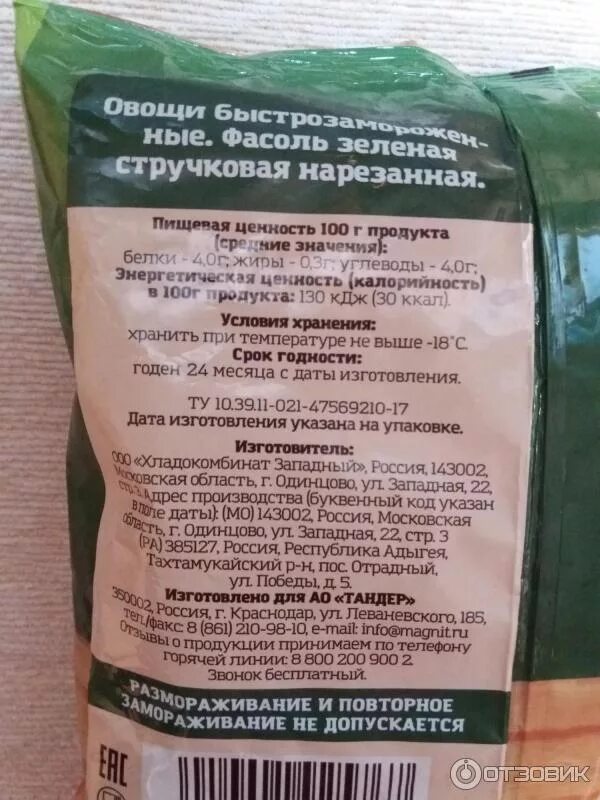 Овощи быстрозаморожен-
ные. Фасоль зеленая
стручковая нарезанная.
Пищевая ценность 100 г продукта
(средние значения):
белки - 4,0г; жиры - 0,3г; углеводы - 4,0г;
Энергетическая ценность (калорийность)
в 100г продукта: 130 кДж (30 ккал).
Условия хранения:
хранить при температуре не выше -18°С.
Срок годности:
годен 24 месяца с даты изготовления.
ТУ 10.39.11-021-47569210-17
Дата изготовления указана на упаковке.
Изготовитель:
ООО «Хладокомбинат Западный», Россия, 143002,
Московская область, г. Одинцово, ул. Западная, 22,
стр.3. Адрес производства (буквенный код указан
в поле даты): (МО) 143002, Россия, Московская
область, г. Одинцово, ул. Западная, 22, стр. 3
(РА) 385127, Россия, Республика Адыгея,
Тахтамукайский р-н, пос. Отрадный,
ул. Победы, д. 5.
Изготовлено для АО «ТАНДЕР»
350002, Россия, г. Краснодар, ул. Леваневского, 185,
тел./факс: 8 (861) 210-98-10, e-mail: info@magnit.ru
Отзывы о продукции принимаем по телефону
горячей линии: 8 800 200 900 2.
Звонок бесплатный.
РАЗМОРАЖИВАНИЕ И ПОВТОРНОЕ
ЗАМОРАЖИВАНИЕ НЕ ДОПУСКАЕТСЯ
ЕАС
ОТЗОВИК